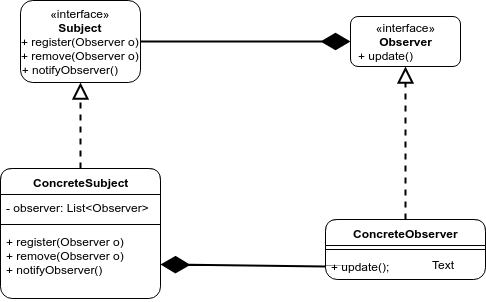 «interface»
Subject
+ register(Observer o)
+ remove(Observer o)
+ notifyObserver()
«interface»
Observer
+ update()
ConcreteSubject
- observer: List<Observer>
+ register(Observer o)
+ remove(Observer o)
+ notifyObserver()
ConcreteObserver
+ update();
Text